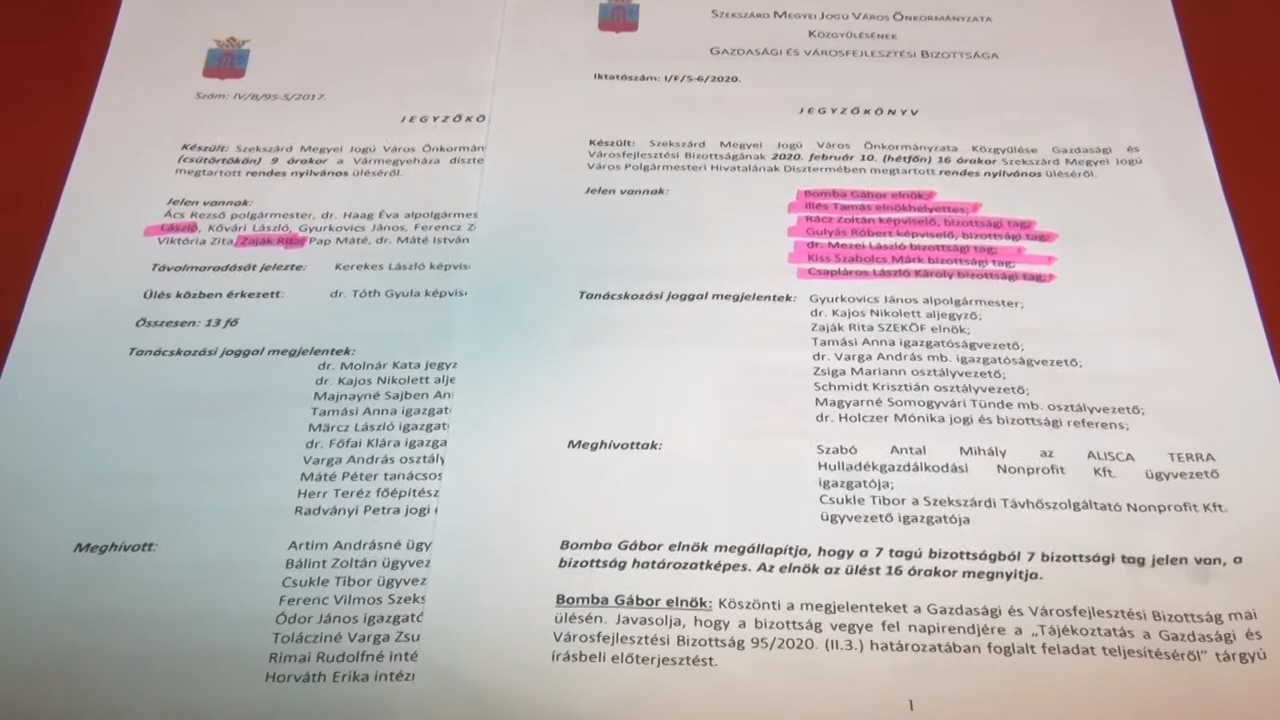 Szám: IV/B/95-5/2017.
JEGYZŐKÖ
Készült: Szekszárd Megyei Jogú Város Önkormán
(csütörtökön) 9 órakor a Vármegyeháza díszte
megtartott rendes nyilvános üléséről.
Jelen vannak:
Ács Rezső polgármester, dr. Haag Éva alpolgármes
László, Kővári László, Gyurkovics János, Ferencz Z
Viktória Zita, Zaják Rita, Pap Máté, dr. Máté István
Távolmaradását jelezte: Kerekes László képvis
Ülés közben érkezett: dr. Tóth Gyula képvis
Összesen: 13 fő
Tanácskozási joggal megjelentek:
dr. Molnár Kata jegyz
dr. Kajos Nikolett alje
Majnayné Sajben An
Tamási Anna igazgat
Märcz László igazgat
dr. Főfai Klára igazga
Varga András osztály
Máté Péter tanácsos
Herr Teréz főépítész
Radványi Petra jogi
Meghívott: Artim Andrásné ügy
Bálint Zoltán ügyvez
Csukle Tibor ügyvez
Ferenc Vilmos Szeks
Ódor János igazgató
Tolácziné Varga Zsu
Rimai Rudolfné inté
Horváth Erika intézi
SZEKSZÁRD MEGYEI JOGÚ VÁROS ÖNKORMÁNYZATA
KÖZGYŰLÉSÉNEK
GAZDASÁGI ÉS VÁROSFEJLESZTÉSI BIZOTTSÁGA
Iktatószám: I/F/5-6/2020.
JEGYZŐKÖNYV
Készült: Szekszárd Megyei Jogú Város Önkormányzata Közgyűlése Gazdasági és
Városfejlesztési Bizottságának 2020. február 10. (hétfőn) 16 órakor Szekszárd Megyei Jogú
Város Polgármesteri Hivatalának Dísztermében megtartott rendes nyilvános üléséről.
Jelen vannak: Bomba Gábor elnök;
Illés Tamás elnökhelyettes;
Rácz Zoltán képviselő, bizottsági tag;
Gulyás Róbert képviselő, bizottsági tag;
dr. Mezei László bizottsági tag;
Kiss Szabolcs Márk bizottsági tag;
Csapláros László Károly bizottsági tag;
Tanácskozási joggal megjelentek: Gyurkovics János alpolgármester;
dr. Kajos Nikolett aljegyző;
Zaják Rita SZEKÖF elnök;
Tamási Anna igazgatóságvezető;
dr. Varga András mb. igazgatóságvezető;
Zsiga Mariann osztályvezető;
Schmidt Krisztián osztályvezető;
Magyarné Somogyvári Tünde mb. osztályvezető;
dr. Holczer Mónika jogi és bizottsági referens;
Meghívottak: Szabó Antal Mihály az ALISCA TERRA
Hulladékgazdálkodási Nonprofit Kft. ügyvezető
igazgatója;
Csukle Tibor a Szekszárdi Távhőszolgáltató Nonprofit Kft.
ügyvezető igazgatója
Bomba Gábor elnök megállapítja, hogy a 7 tagú bizottságból 7 bizottsági tag jelen van, a
bizottság határozatképes. Az elnök az ülést 16 órakor megnyitja.
Bomba Gábor elnök: Köszönti a megjelenteket a Gazdasági és Városfejlesztési Bizottság mai
ülésén. Javasolja, hogy a bizottság vegye fel napirendjére a „Tájékoztatás a Gazdasági és
Városfejlesztési Bizottság 95/2020. (II.3.) határozatában foglalt feladat teljesítéséről" tárgyú
írásbeli előterjesztést.
1